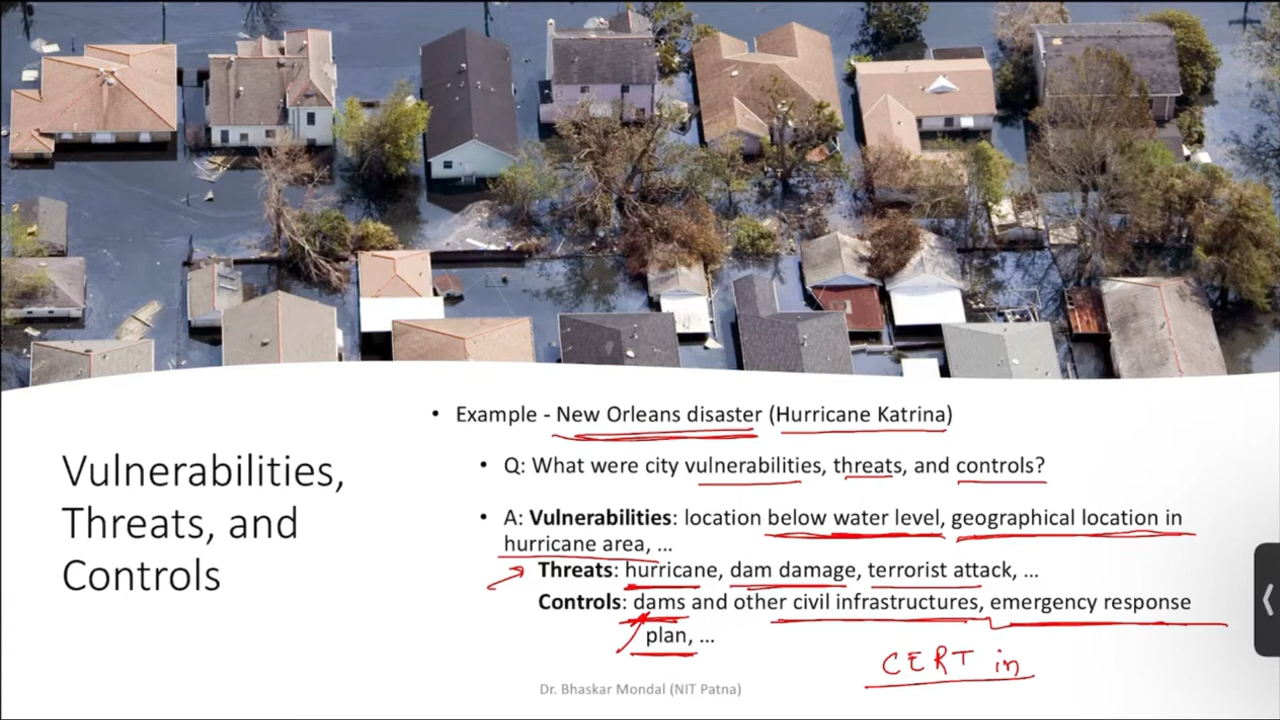 Vulnerabilities,
Threats, and
Controls
• Example - New Orleans disaster (Hurricane Katrina)
• Q: What were city vulnerabilities, threats, and controls?
• A: Vulnerabilities: location below water level, geographical location in
hurricane area, ...
Threats: hurricane, dam damage, terrorist attack, ...
Controls: dams and other civil infrastructures, emergency response
plan, ...
CERT in
Dr. Bhaskar Mondal (NIT Patna)